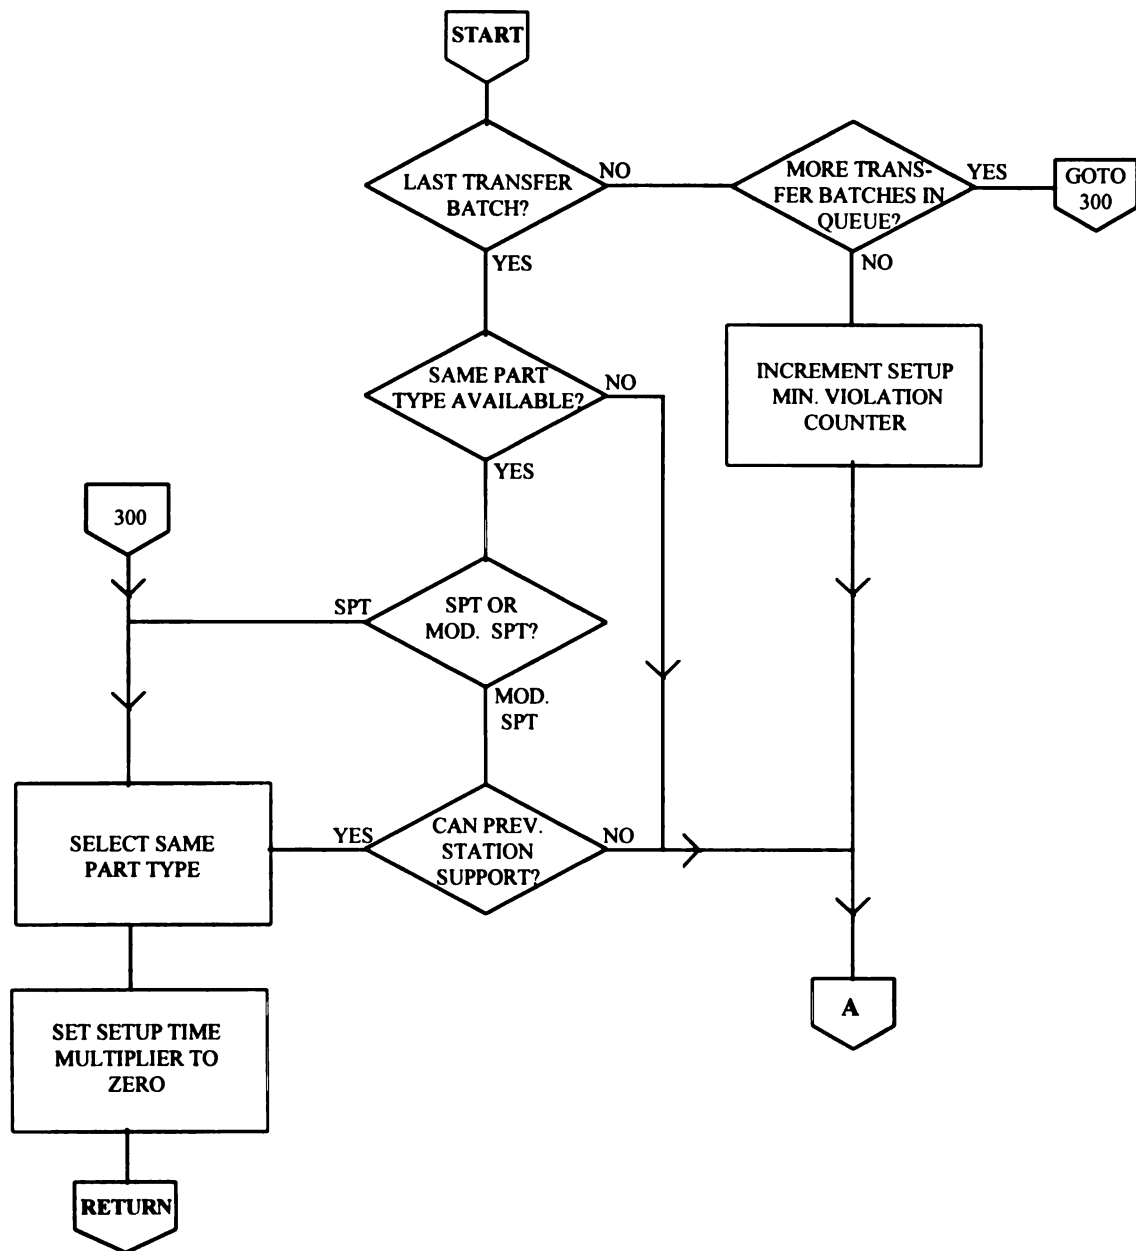 START
LAST TRANSFER
BATCH?
NO
MORE TRANS-
FER BATCHES IN
QUEUE?
YES
GOTO
300
YES
NO
SAME PART
TYPE AVAILABLE?
NO
INCREMENT SETUP
MIN. VIOLATION
COUNTER
YES
300
SPT
SPT OR
MOD. SPT?
MOD.
SPT
SELECT SAME
PART TYPE
YES
CAN PREV.
STATION
SUPPORT?
NO
A
SET SETUP TIME
MULTIPLIER TO
ZERO
RETURN